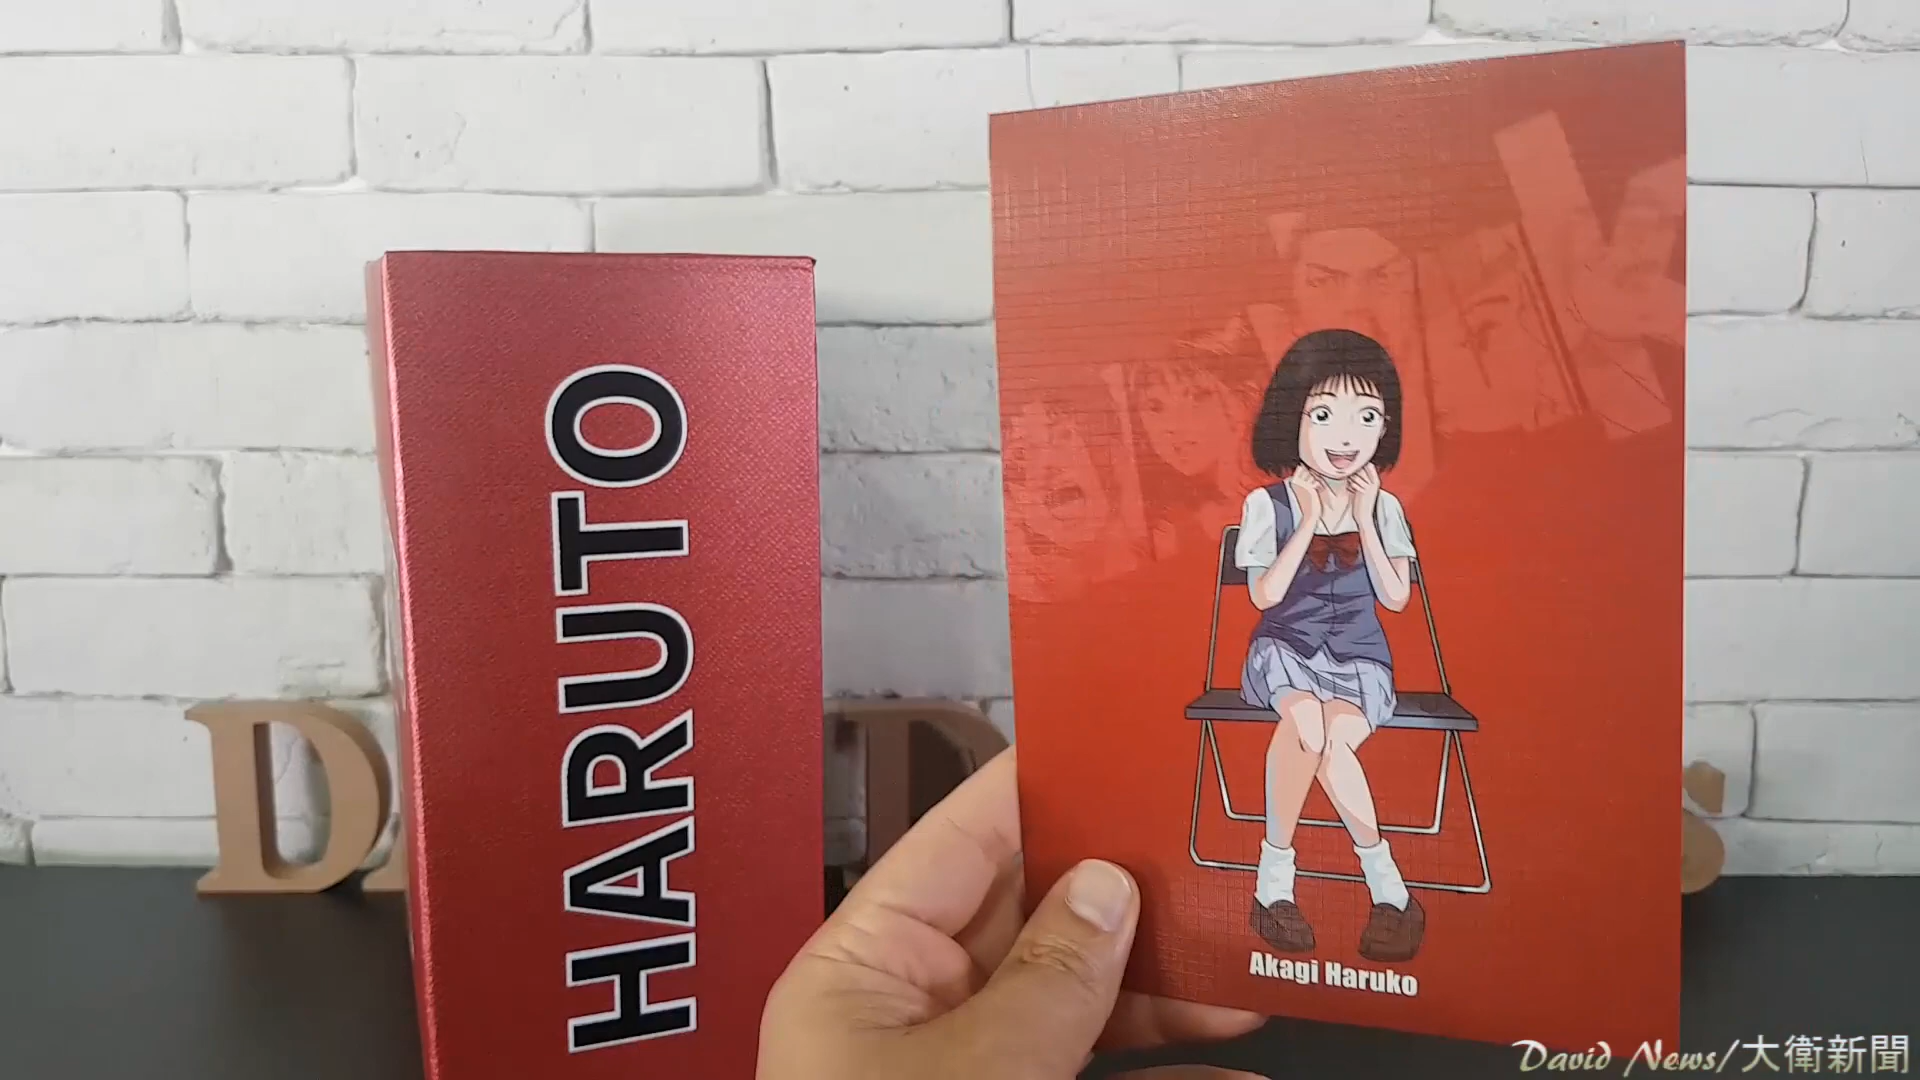 HARUTO
Akagi Haruko
D
David News/大衛新聞